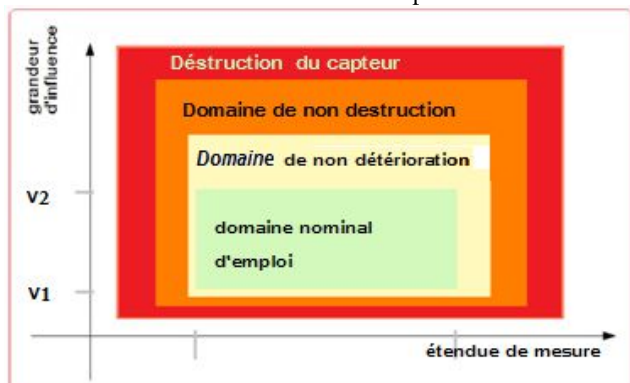 grandeur
d'influence
Déstruction du capteur
Domaine de non destruction
Domaine de non détérioration
V2
domaine nominal
d'emploi
V1
étendue de mesure